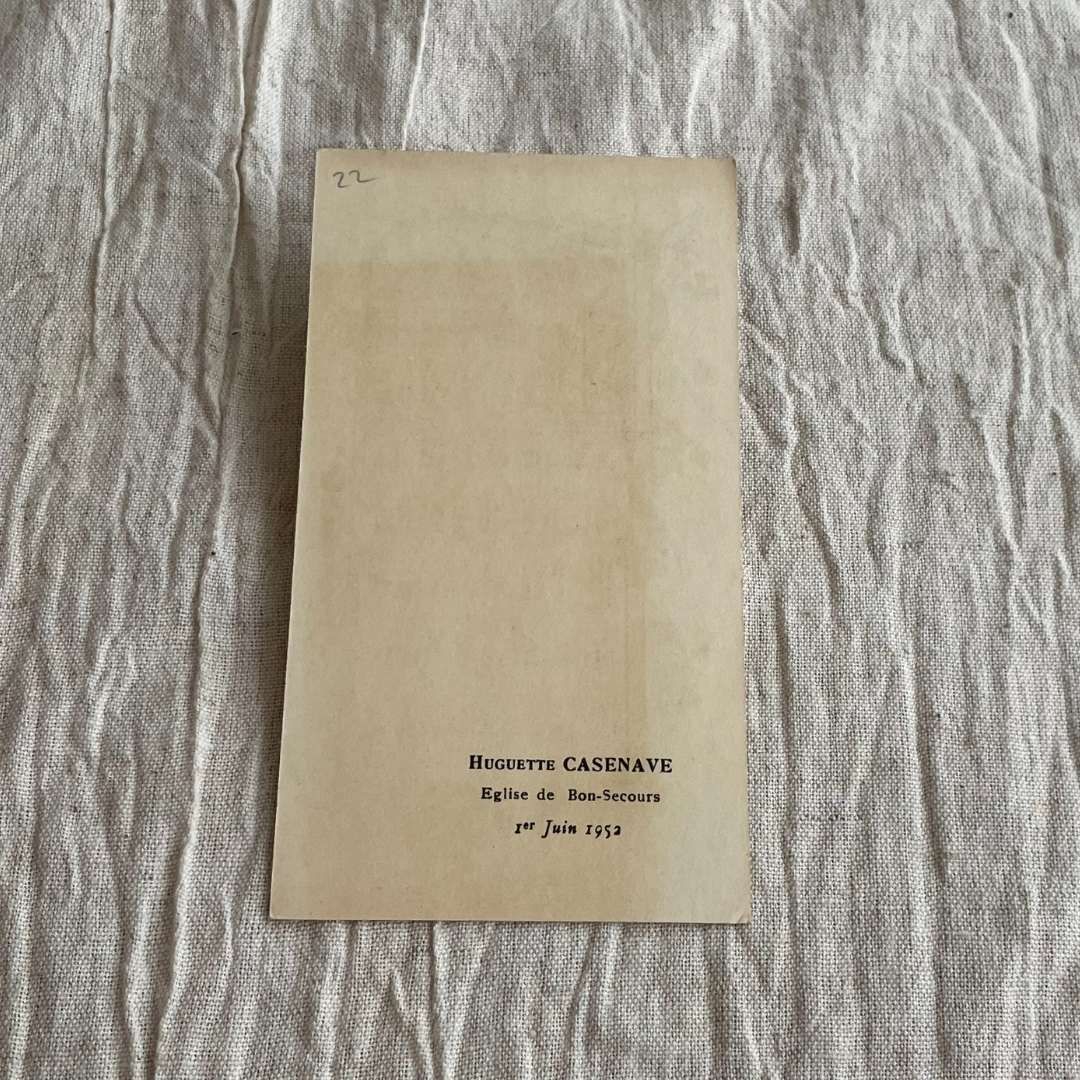 22
Huguette CASENAVE
Eglise de Bon-Secours
1er Juin 1952